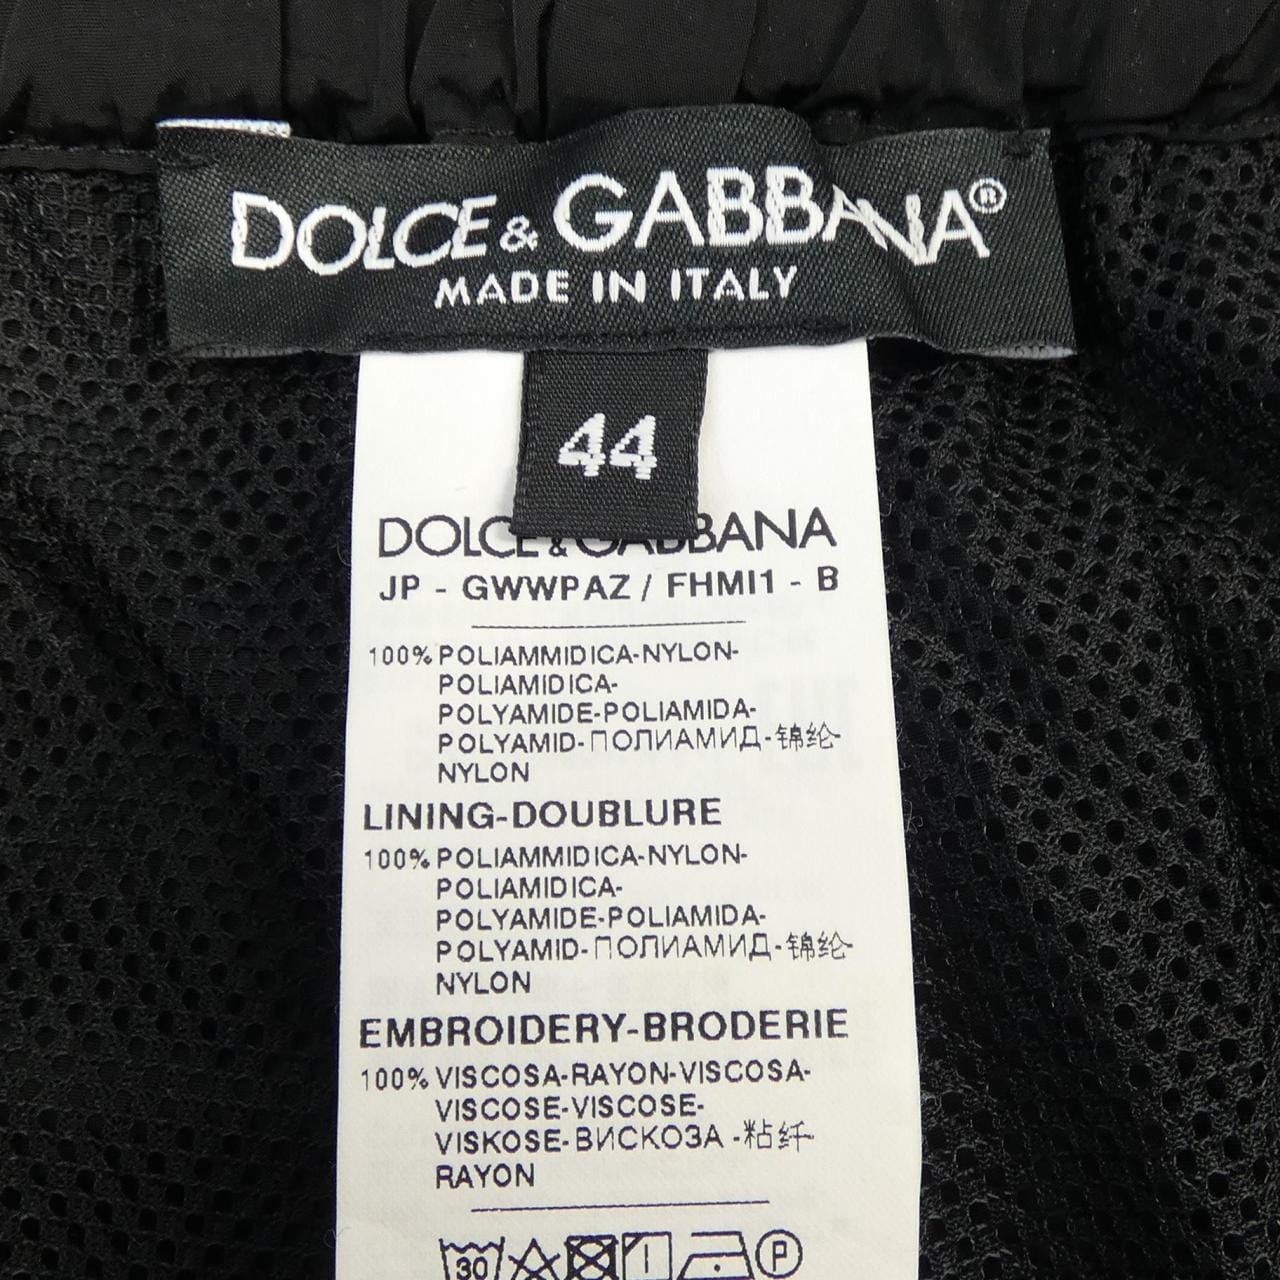 DOLCE & GABBANA®
MADE IN ITALY
44
DOLCE & GABBANA
JP - GWWPAZ / FHMI1 - B
100% POLIAMMIDICA-NYLON-
POLIAMIDICA-
POLYAMIDE-POLIAMIDA-
POLYAMID-ПОЛИАМИД-锦纶-
NYLON
LINING-DOUBLURE
100% POLIAMMIDICA-NYLON-
POLIAMIDICA-
POLYAMIDE-POLIAMIDA-
POLYAMID-ПОЛИАМИД-锦纶-
NYLON
EMBROIDERY-BRODERIE
100% VISCOSA-RAYON-VISCOSA-
VISCOSE-VISCOSE-
VISKOSE-ВИСКОЗА -粘纤-
RAYON
30 P